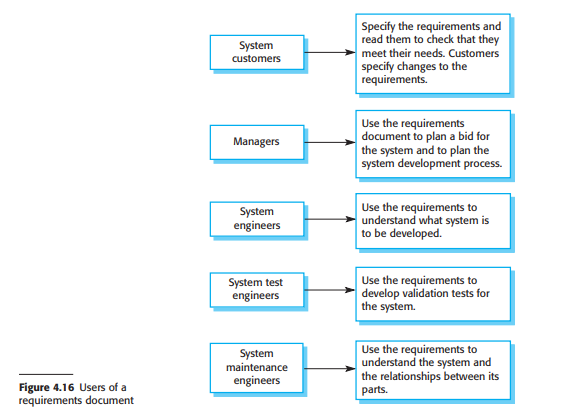 System
customers
Specify the requirements and
read them to check that they
meet their needs. Customers
specify changes to the
requirements.
Managers
Use the requirements
document to plan a bid for
the system and to plan the
system development process.
System
engineers
Use the requirements to
understand what system is
to be developed.
System test
engineers
Use the requirements to
develop validation tests for
the system.
System
maintenance
engineers
Use the requirements to
understand the system and
the relationships between its
parts.
Figure 4.16 Users of a
requirements document